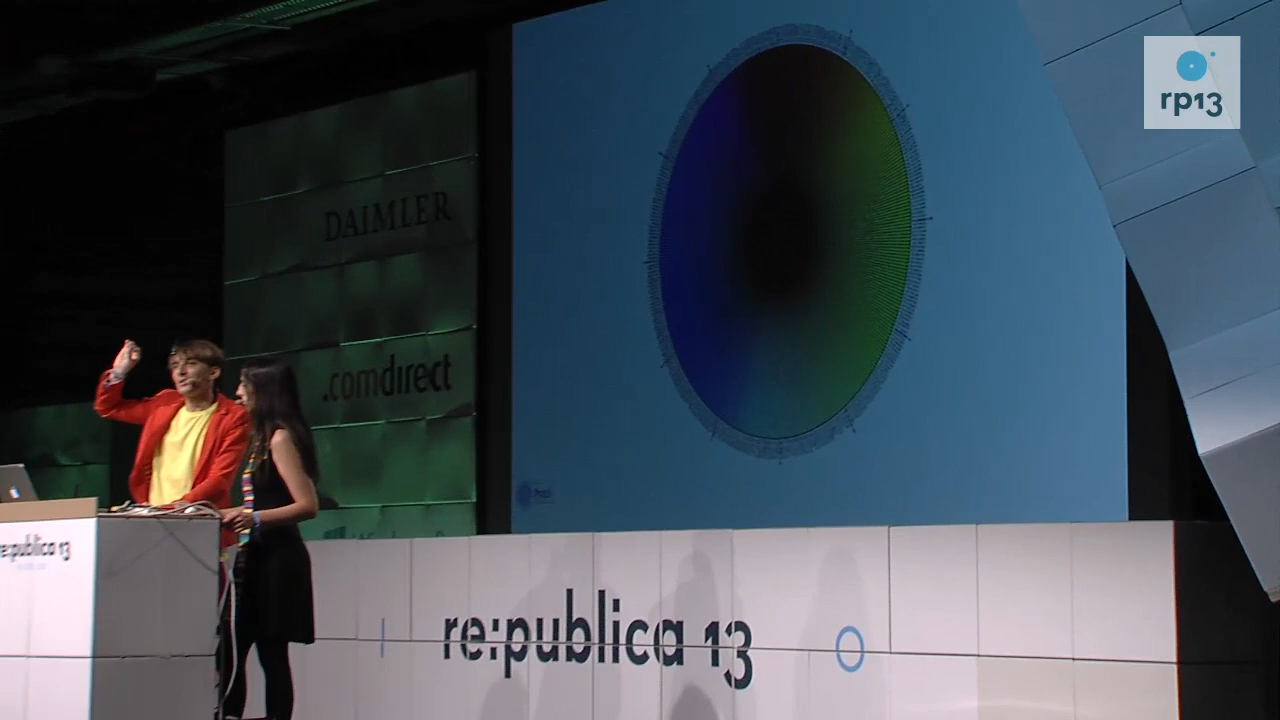 rp13
DAIMLER
.comdirect
re:publica 13
re:publica 13